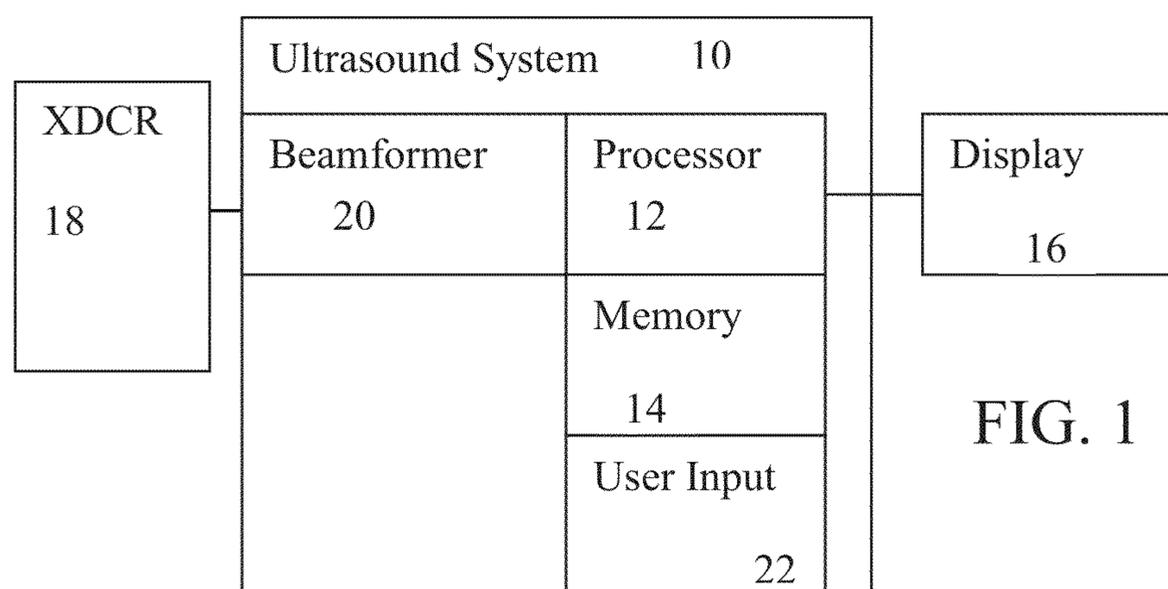 Ultrasound System 10
XDCR
18
Beamformer
20
Processor
12
Display
16
Memory
14
FIG. 1
User Input
22